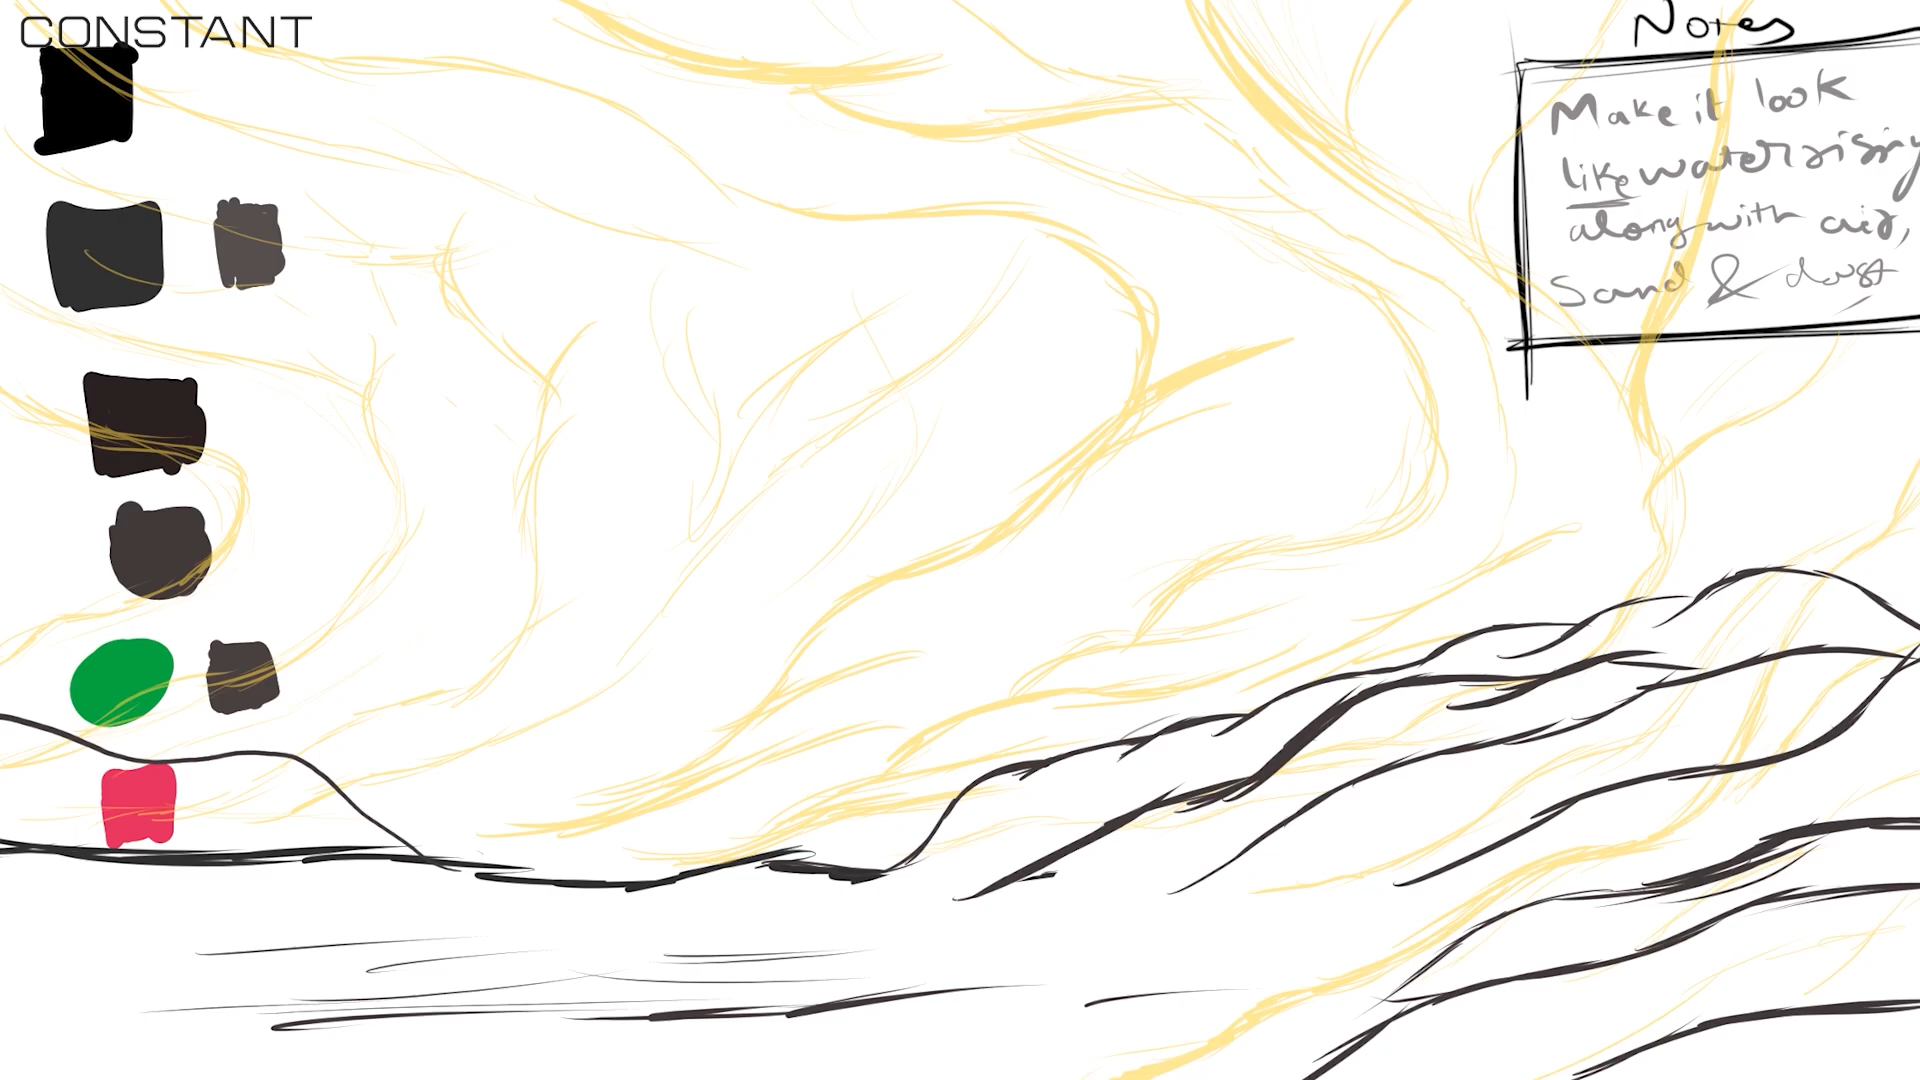 CONSTANT
Notes
Make it look
like water rising
along with air,
Sand & dust